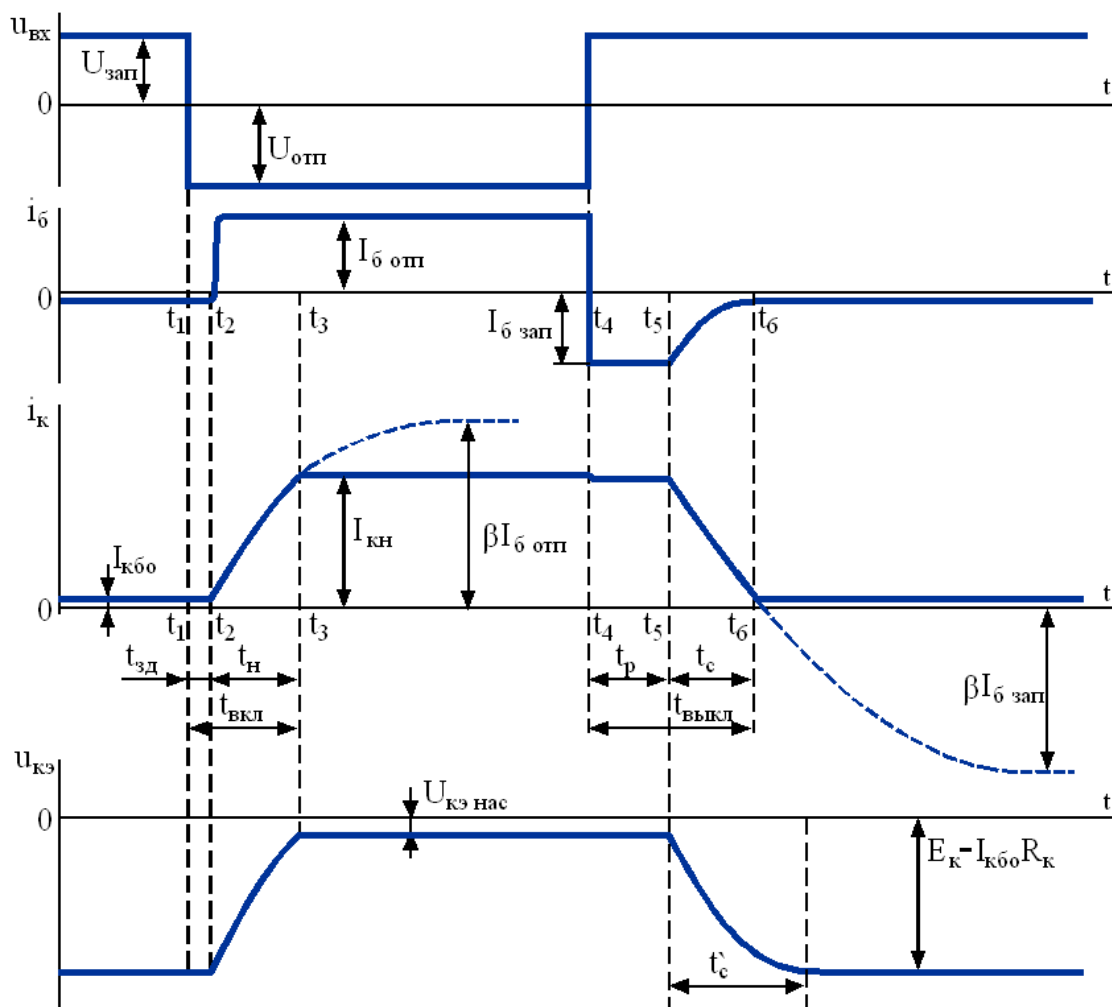 uвх
Uзап
0
t
Uотп
iб
Iб отп
0
t
t1 t2 t3 t4 t5 t6
Iб зап
iк
Iкбо
Iкн
βIб отп
0
t
t1 t2 t3 t4 t5 t6
tзд tн tр tс
tвкл tвыкл
βIб зап
uкэ
Uкэ нас
0
t
Eк-IкбоRк
t`с